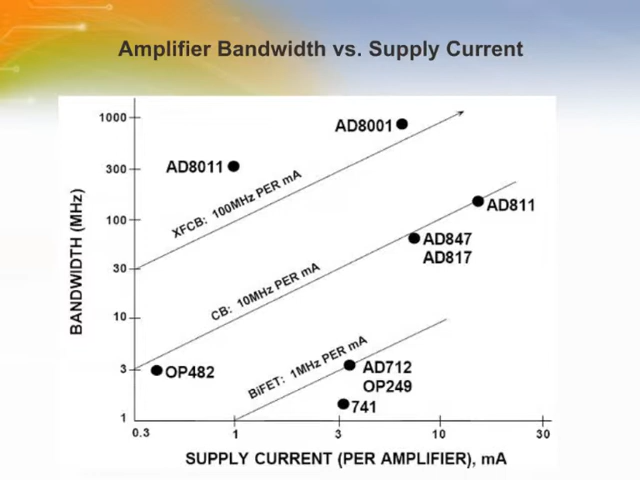 Amplifier Bandwidth vs. Supply Current
1000
300
100
30
10
3
1
BANDWIDTH (MHz)
AD8001
AD8011
XFCB: 100MHz PER mA
AD811
AD847
AD817
CB: 10MHz PER mA
OP482
BiFET: 1MHz PER mA
AD712
OP249
741
0.3 1 3 10 30
SUPPLY CURRENT (PER AMPLIFIER), mA